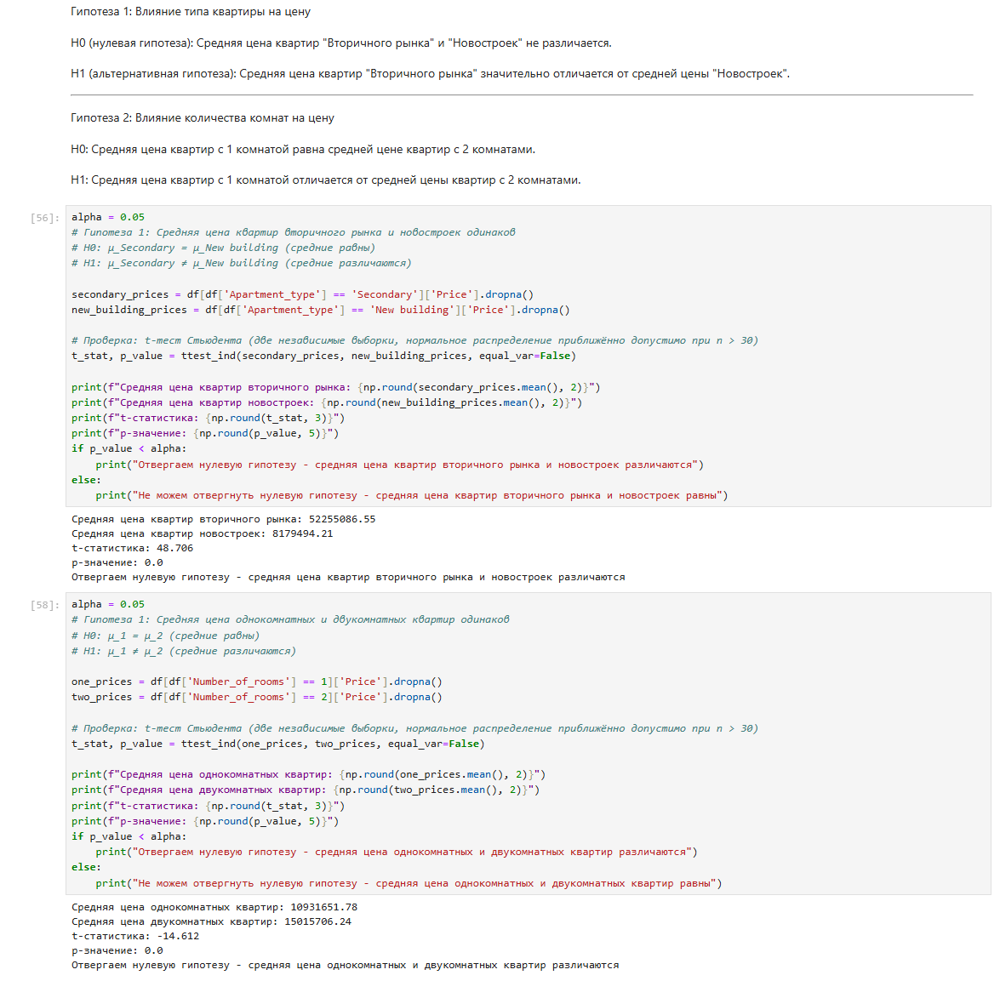 Гипотеза 1: Влияние типа квартиры на цену
H0 (нулевая гипотеза): Средняя цена квартир "Вторичного рынка" и "Новостроек" не различается.
H1 (альтернативная гипотеза): Средняя цена квартир "Вторичного рынка" значительно отличается от средней цены "Новостроек".
Гипотеза 2: Влияние количества комнат на цену
H0: Средняя цена квартир с 1 комнатой равна средней цене квартир с 2 комнатами.
H1: Средняя цена квартир с 1 комнатой отличается от средней цены квартир с 2 комнатами.
[56]: alpha = 0.05
# Гипотеза 1: Средняя цена квартир вторичного рынка и новостроек одинаков
# H0: μ_Secondary = μ_New building (средние равны)
# H1: μ_Secondary ≠ μ_New building (средние различаются)
secondary_prices = df[df['Apartment_type'] == 'Secondary']['Price'].dropna()
new_building_prices = df[df['Apartment_type'] == 'New building']['Price'].dropna()
# Проверка: t-тест Стьюдента (две независимые выборки, нормальное распределение приближённо допустимо при n > 30)
t_stat, p_value = ttest_ind(secondary_prices, new_building_prices, equal_var=False)
print(f"Средняя цена квартир вторичного рынка: {np.round(secondary_prices.mean(), 2)}")
print(f"Средняя цена квартир новостроек: {np.round(new_building_prices.mean(), 2)}")
print(f"t-статистика: {np.round(t_stat, 3)}")
print(f"p-значение: {np.round(p_value, 5)}")
if p_value < alpha:
    print("Отвергаем нулевую гипотезу - средняя цена квартир вторичного рынка и новостроек различаются")
else:
    print("Не можем отвергнуть нулевую гипотезу - средняя цена квартир вторичного рынка и новостроек равны")
Средняя цена квартир вторичного рынка: 52255086.55
Средняя цена квартир новостроек: 8179494.21
t-статистика: 48.706
p-значение: 0.0
Отвергаем нулевую гипотезу - средняя цена квартир вторичного рынка и новостроек различаются
[58]: alpha = 0.05
# Гипотеза 1: Средняя цена однокомнатных и двукомнатных квартир одинаков
# H0: μ_1 = μ_2 (средние равны)
# H1: μ_1 ≠ μ_2 (средние различаются)
one_prices = df[df['Number_of_rooms'] == 1]['Price'].dropna()
two_prices = df[df['Number_of_rooms'] == 2]['Price'].dropna()
# Проверка: t-тест Стьюдента (две независимые выборки, нормальное распределение приближённо допустимо при n > 30)
t_stat, p_value = ttest_ind(one_prices, two_prices, equal_var=False)
print(f"Средняя цена однокомнатных квартир: {np.round(one_prices.mean(), 2)}")
print(f"Средняя цена двукомнатных квартир: {np.round(two_prices.mean(), 2)}")
print(f"t-статистика: {np.round(t_stat, 3)}")
print(f"p-значение: {np.round(p_value, 5)}")
if p_value < alpha:
    print("Отвергаем нулевую гипотезу - средняя цена однокомнатных и двукомнатных квартир различаются")
else:
    print("Не можем отвергнуть нулевую гипотезу - средняя цена однокомнатных и двукомнатных квартир равны")
Средняя цена однокомнатных квартир: 10931651.78
Средняя цена двукомнатных квартир: 15015706.24
t-статистика: -14.612
p-значение: 0.0
Отвергаем нулевую гипотезу - средняя цена однокомнатных и двукомнатных квартир различаются